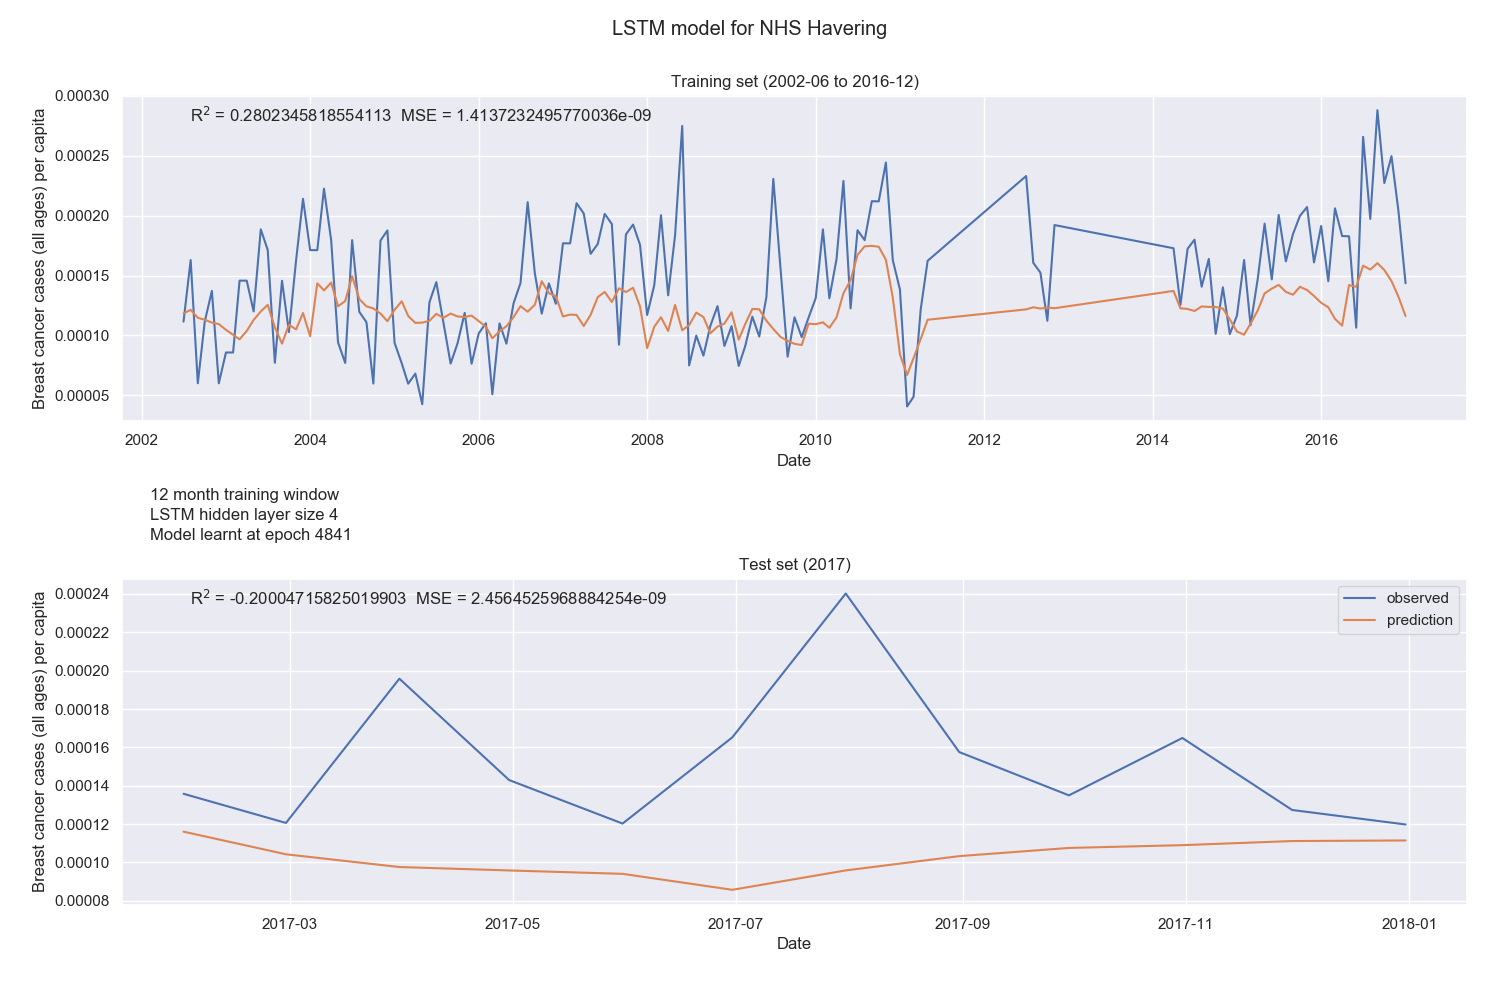 LSTM model for NHS Havering
Training set (2002-06 to 2016-12)
R² = 0.2802345818554113 MSE = 1.4137232495770036e-09
Breast cancer cases (all ages) per capita
0.00030
0.00025
0.00020
0.00015
0.00010
0.00005
2002 2004 2006 2008 2010 2012 2014 2016
Date
12 month training window
LSTM hidden layer size 4
Model learnt at epoch 4841
Test set (2017)
R² = -0.20004715825019903 MSE = 2.4564525968884254e-09
observed
prediction
Breast cancer cases (all ages) per capita
0.00024
0.00022
0.00020
0.00018
0.00016
0.00014
0.00012
0.00010
0.00008
2017-03 2017-05 2017-07 2017-09 2017-11 2018-01
Date